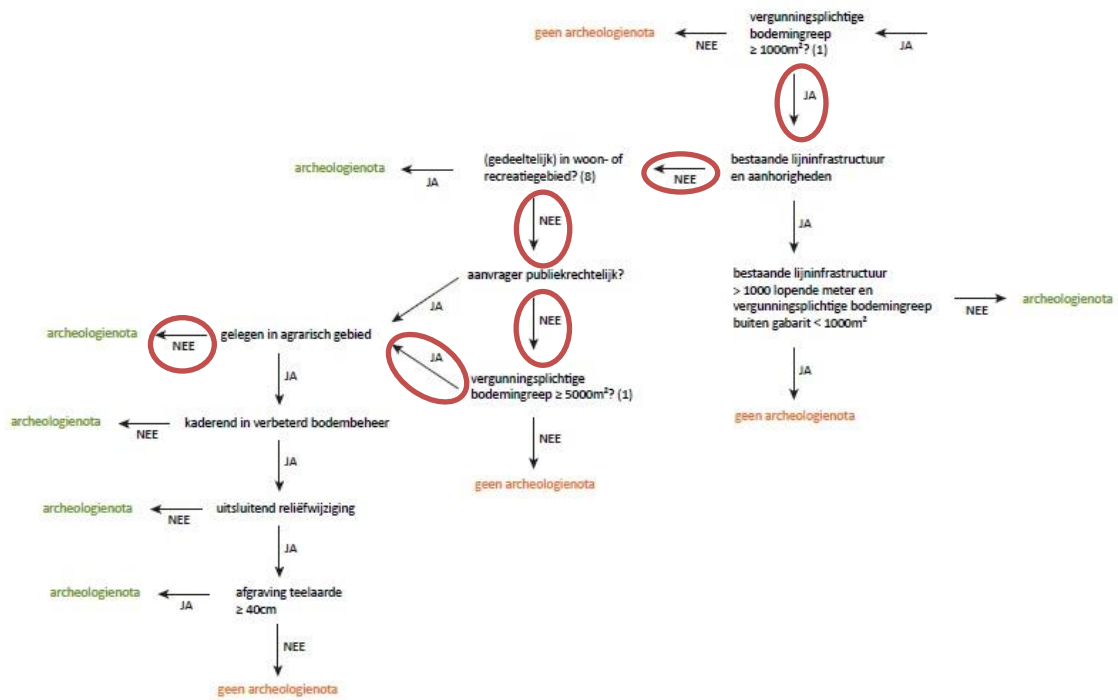 vergunningsplichtige
bodemingreep
≥ 1000m²? (1)
geen archeologienota
NEE
JA
JA
archeologienota
JA
(gedeeltelijk) in woon- of
recreatiegebied? (8)
NEE
bestaande lijninfrastructuur
en aanhorigheden
NEE
JA
aanvrager publiekrechtelijk?
bestaande lijninfrastructuur
> 1000 lopende meter en
vergunningsplichtige bodemingreep
buiten gabarit < 1000m²
NEE
archeologienota
JA
NEE
archeologienota
NEE
gelegen in agrarisch gebied
JA
JA
vergunningsplichtige
bodemingreep ≥ 5000m²? (1)
JA
geen archeologienota
archeologienota
NEE
kaderend in verbeterd bodembeheer
NEE
JA
geen archeologienota
archeologienota
NEE
uitsluitend reliëfwijziging
JA
archeologienota
JA
afgraving teelaarde
≥ 40cm
NEE
geen archeologienota